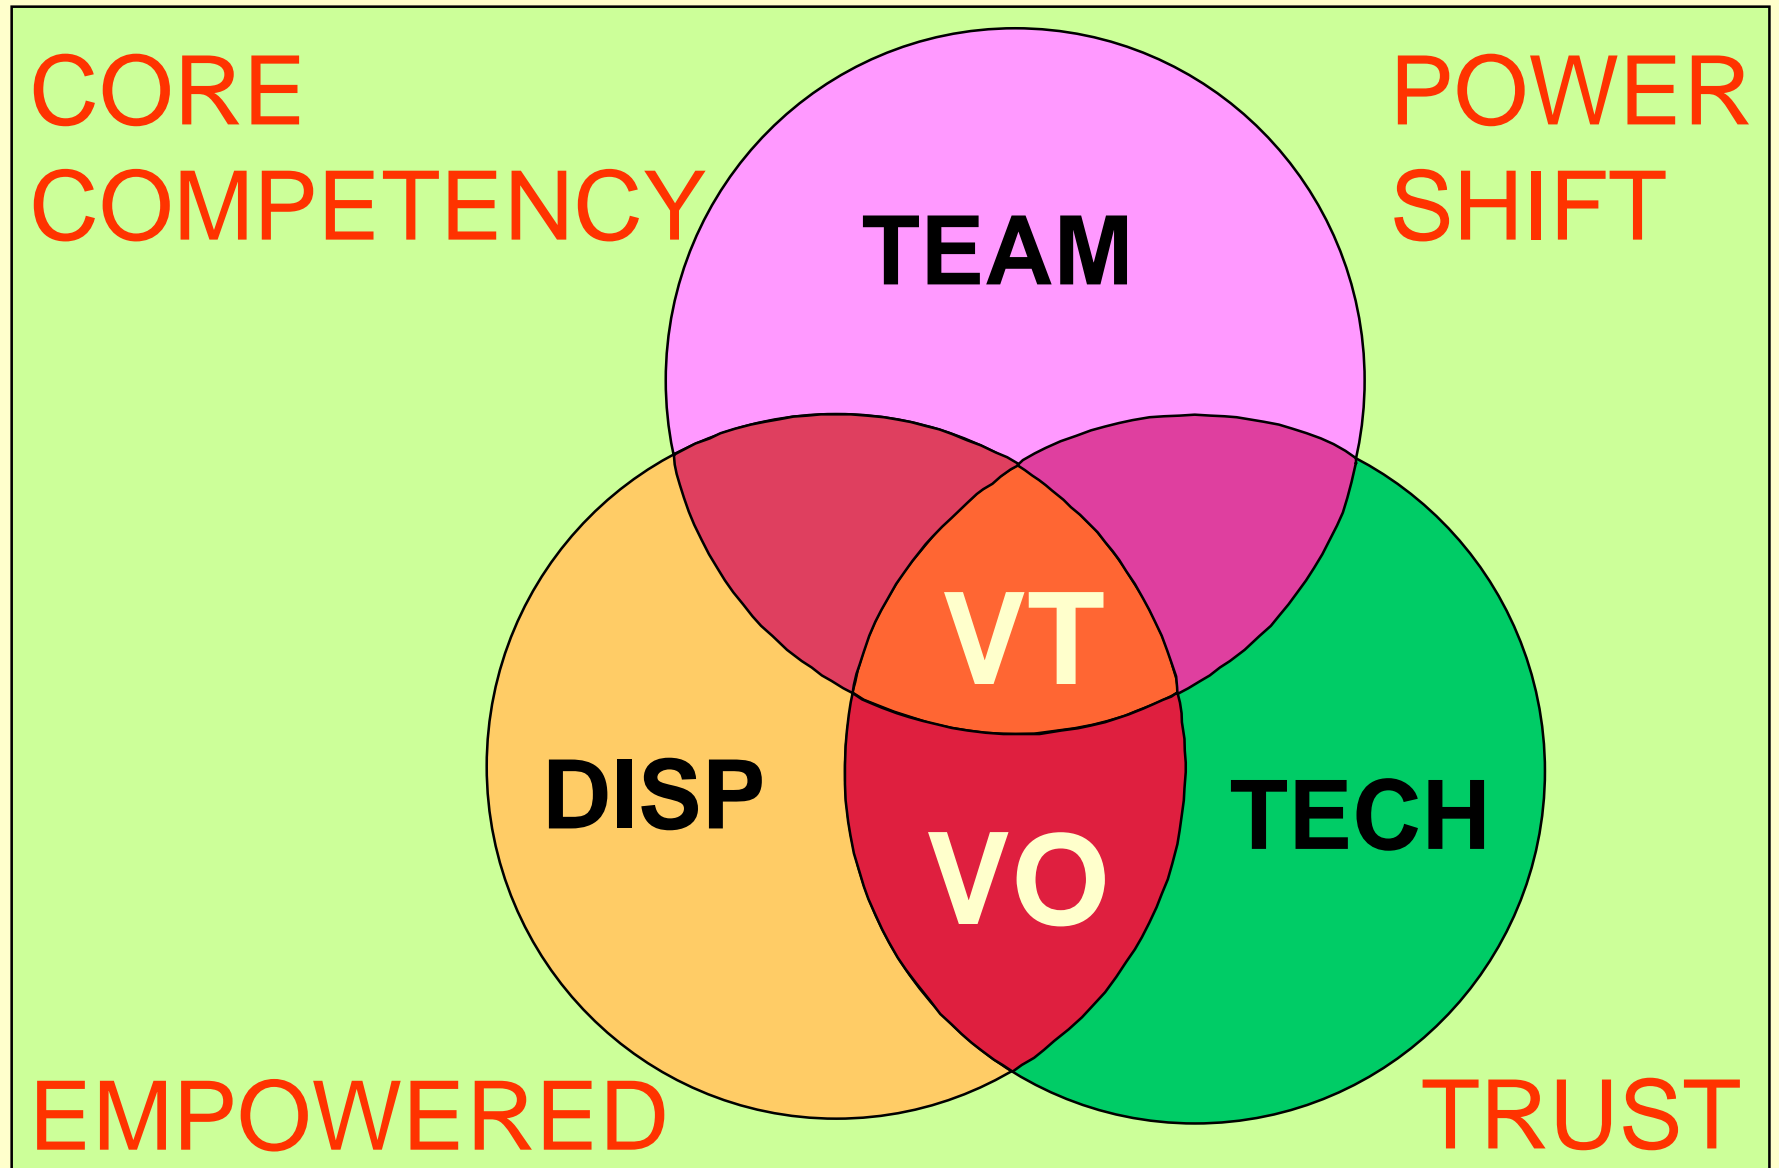 CORE
COMPETENCY
POWER
SHIFT
TEAM
VT
DISP
TECH
VO
EMPOWERED
TRUST